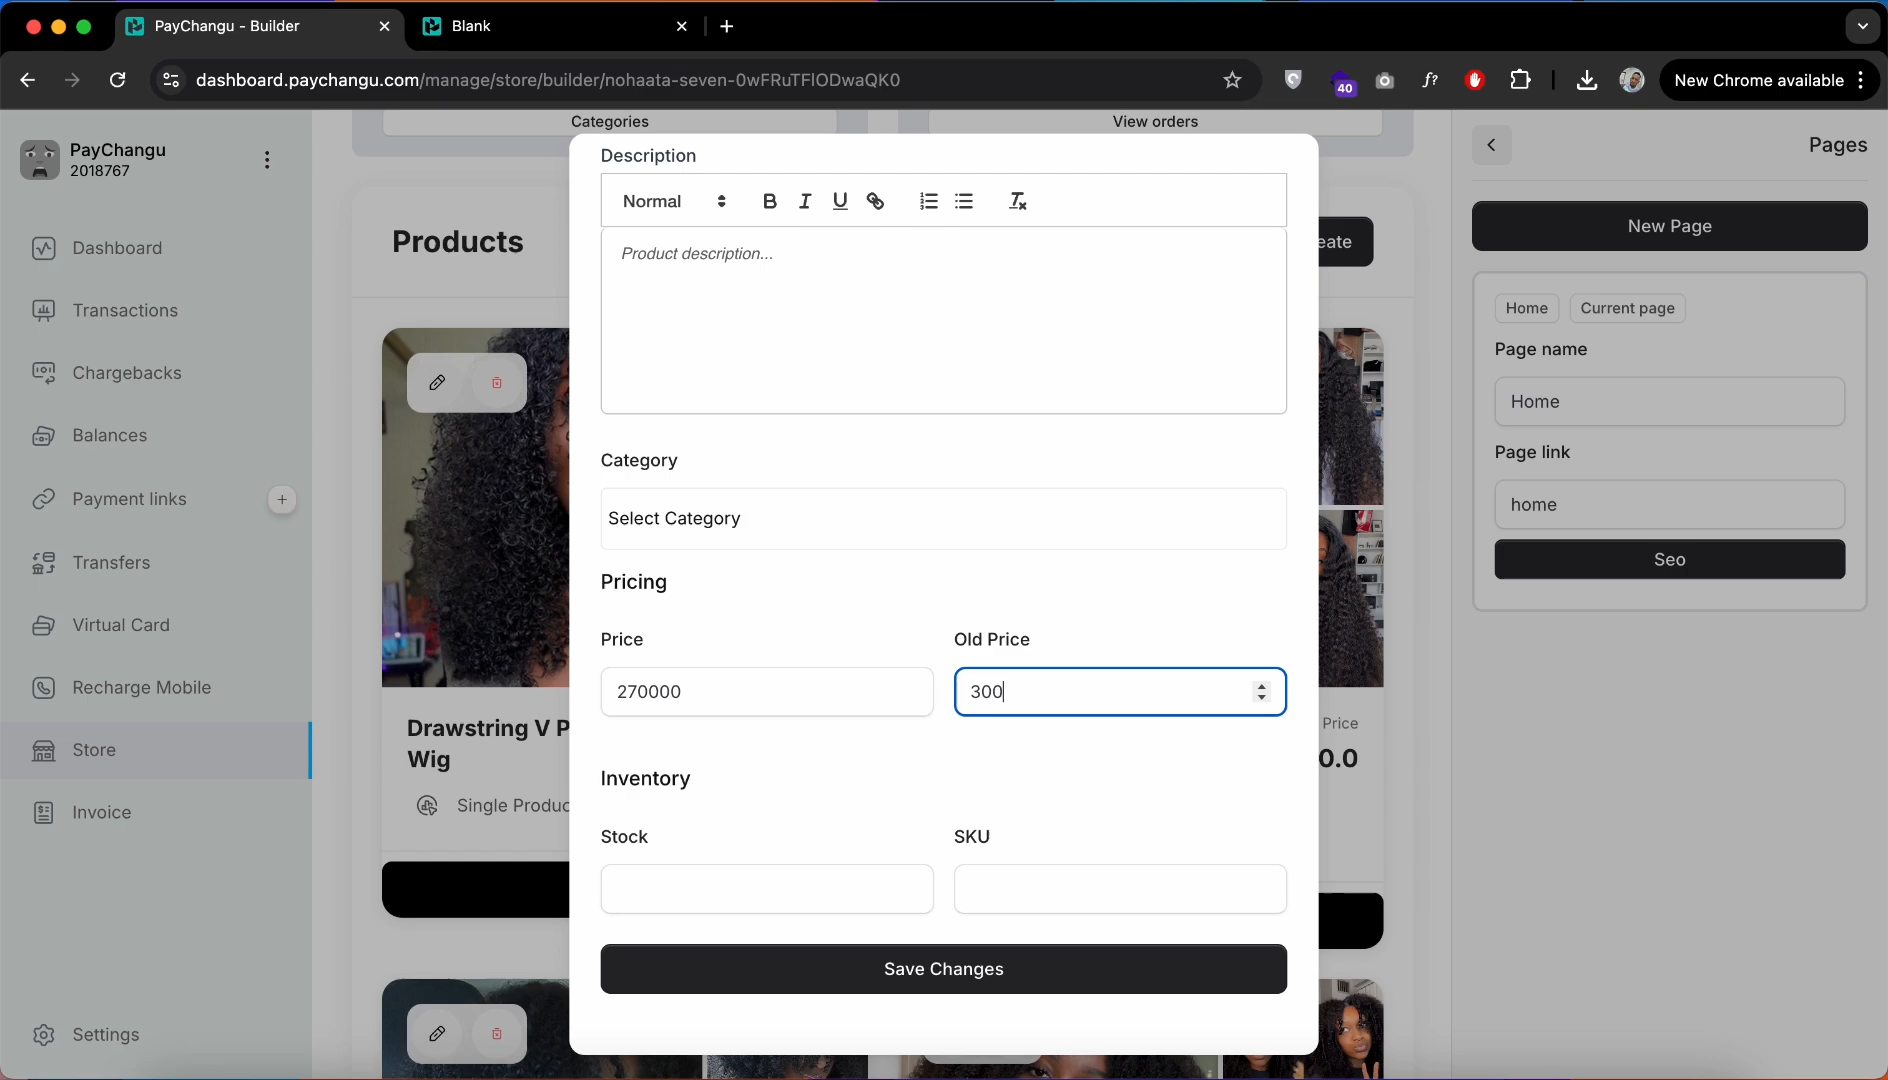 PayChangu - Builder
Blank
dashboard.paychangu.com/manage/store/builder/nohaata-seven-0wFRuTFlODwaQK0
40
f?
New Chrome available
PayChangu
2018767
Dashboard
Transactions
Chargebacks
Balances
Payment links
Transfers
Virtual Card
Recharge Mobile
Store
Invoice
Settings
Categories
View orders
Products
eate
Drawstring V P
Wig
Single Produc
Price
0.0
Description
Normal
Product description...
Category
Select Category
Pricing
Price
Old Price
270000
300
Inventory
Stock
SKU
Save Changes
Pages
New Page
Home
Current page
Page name
Home
Page link
home
Seo